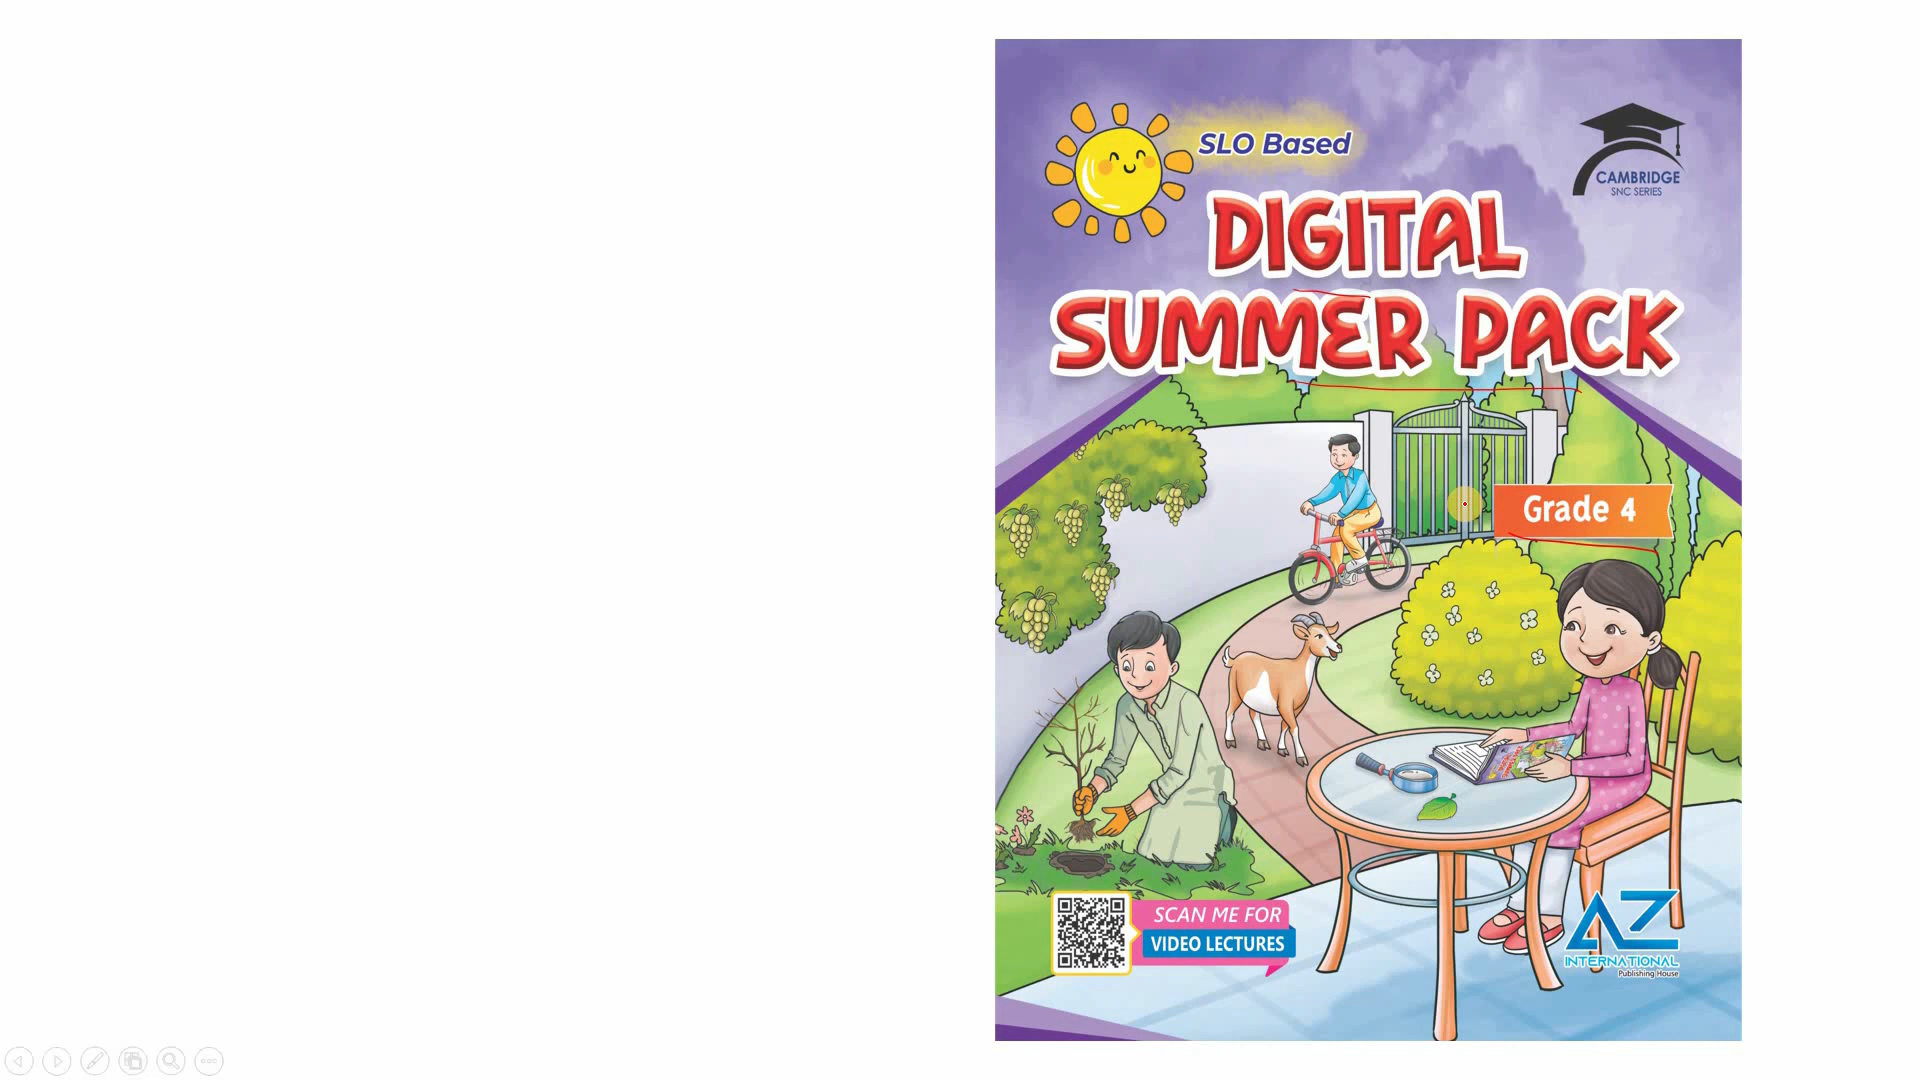 SLO Based
CAMBRIDGE
SNC SERIES
DIGITAL
SUMMER PACK
Grade 4
SCAN ME FOR
VIDEO LECTURES
AZ
INTERNATIONAL
Publishing House